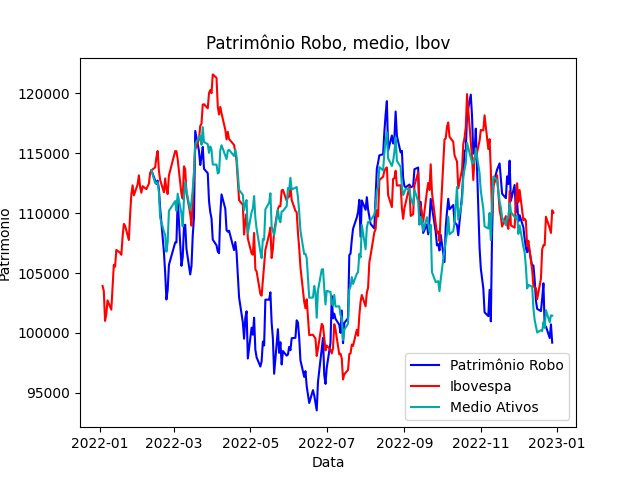 Patrimônio Robo, medio, Ibov
Patrimonio
120000
115000
110000
105000
100000
95000
Patrimônio Robo
Ibovespa
Medio Ativos
2022-01 2022-03 2022-05 2022-07 2022-09 2022-11 2023-01
Data